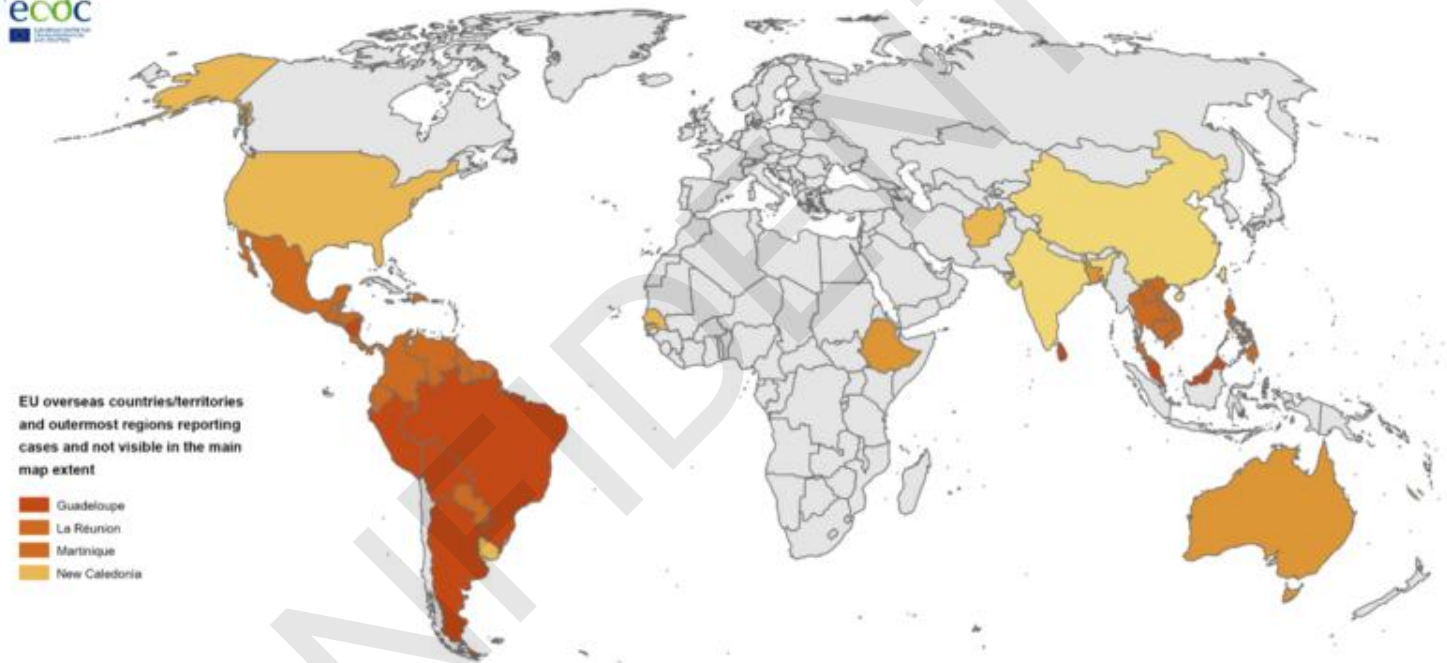 ecdc
EU overseas countries/territories
and outermost regions reporting
cases and not visible in the main
map extent
Guadeloupe
La Réunion
Martinique
New Caledonia